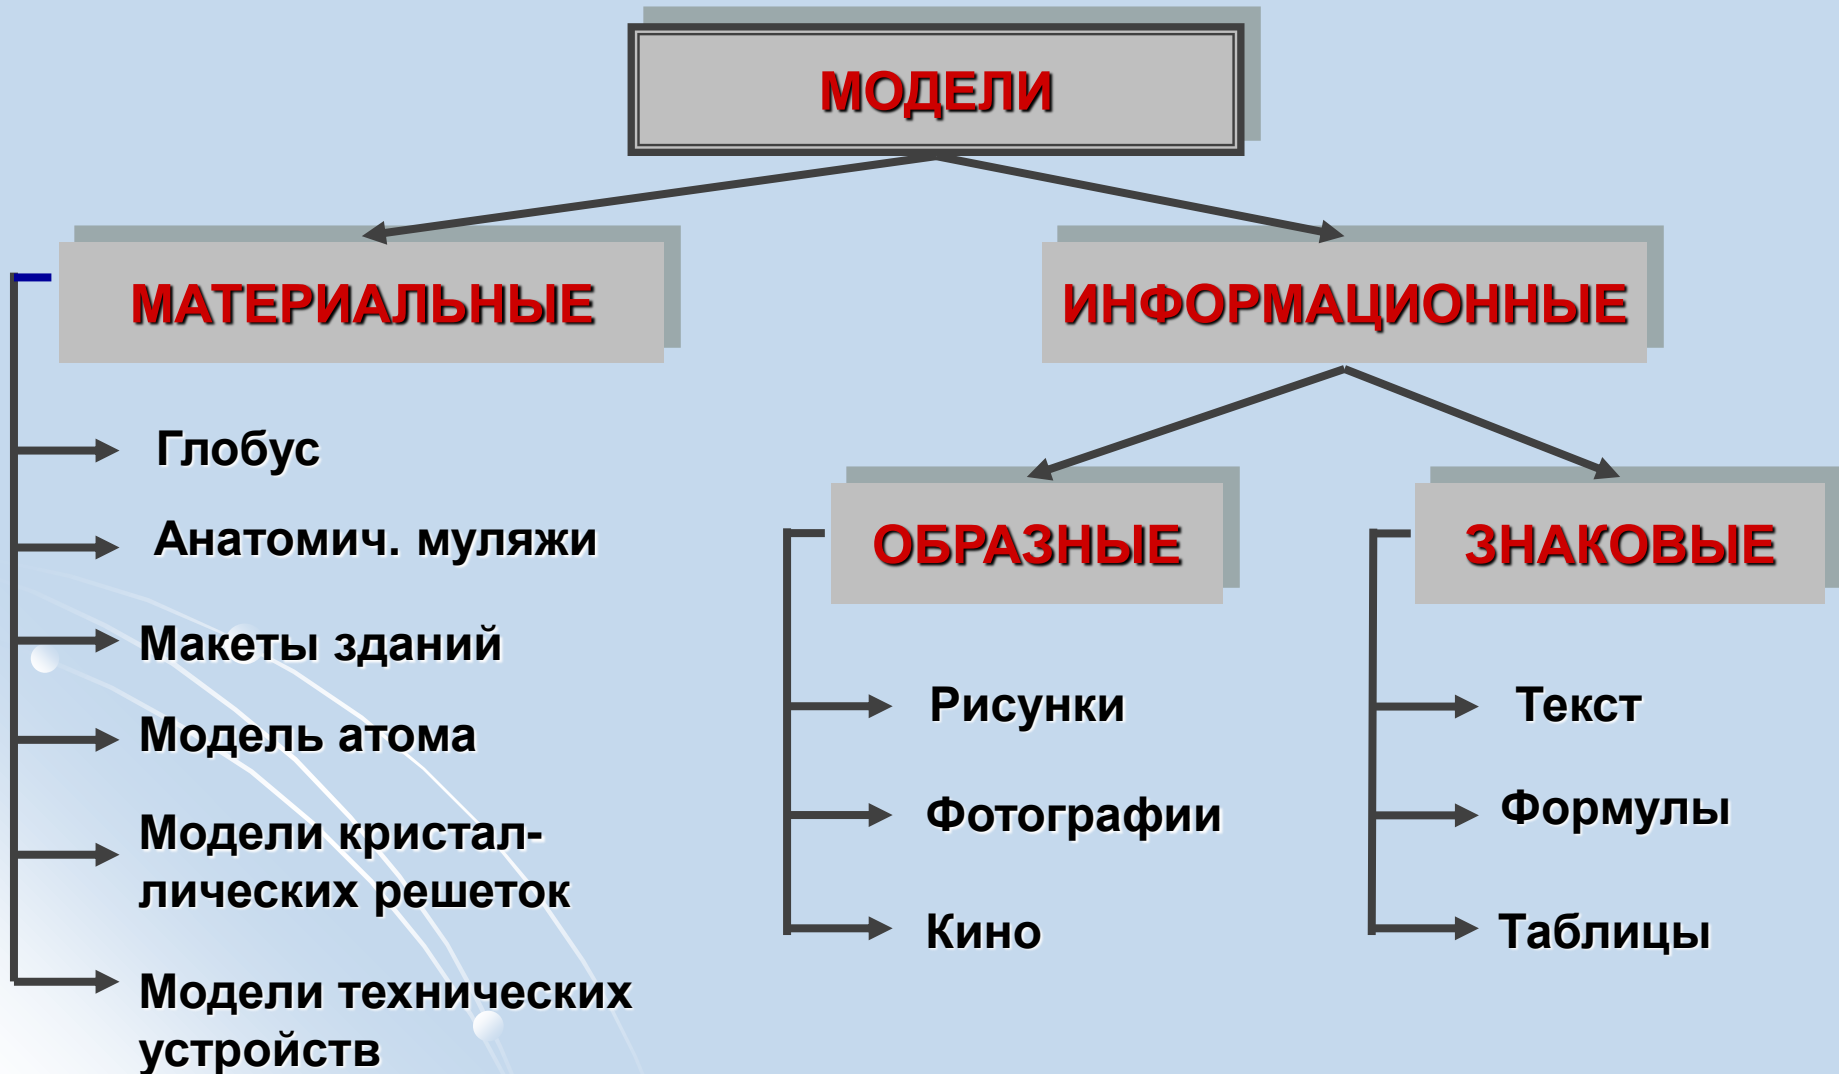 МОДЕЛИ
МАТЕРИАЛЬНЫЕ
Глобус
Анатомич. муляжи
Макеты зданий
Модель атома
Модели кристал-
лических решеток
Модели технических
устройств
ИНФОРМАЦИОННЫЕ
ОБРАЗНЫЕ
Рисунки
Фотографии
Кино
ЗНАКОВЫЕ
Текст
Формулы
Таблицы